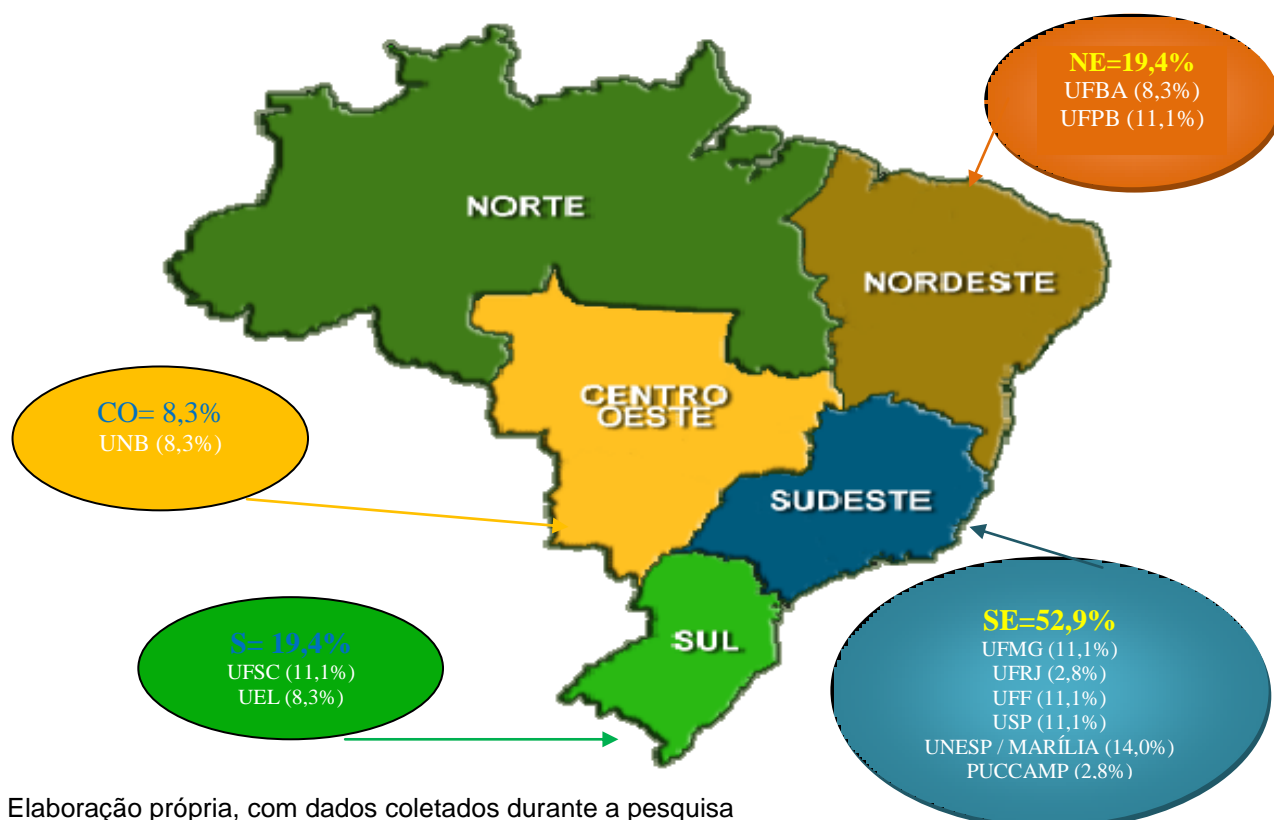 NE=19,4%
UFBA (8,3%)
UFPB (11,1%)
NORTE
NORDESTE
CENTRO
OESTE
CO= 8,3%
UNB (8,3%)
SUDESTE
SE=52,9%
UFMG (11,1%)
UFRJ (2,8%)
UFF (11,1%)
USP (11,1%)
UNESP / MARÍLIA (14,0%)
PUCCAMP (2,8%)
SUL
S= 19,4%
UFSC (11,1%)
UEL (8,3%)
Elaboração própria, com dados coletados durante a pesquisa